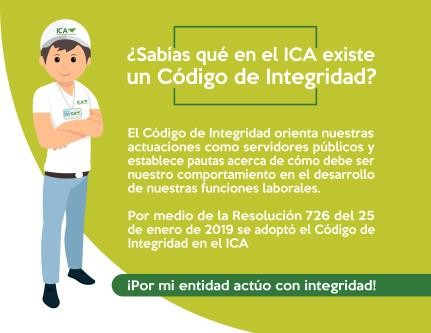 ICA
¿Sabías qué en el ICA existe
un Código de Integridad?
ICA
ICA
El Código de Integridad orienta nuestras
actuaciones como servidores públicos y
establece pautas acerca de cómo debe ser
nuestro comportamiento en el desarrollo
de nuestras funciones laborales.
Por medio de la Resolución 726 del 25
de enero de 2019 se adoptó el Código de
Integridad en el ICA
¡Por mi entidad actúo con integridad!